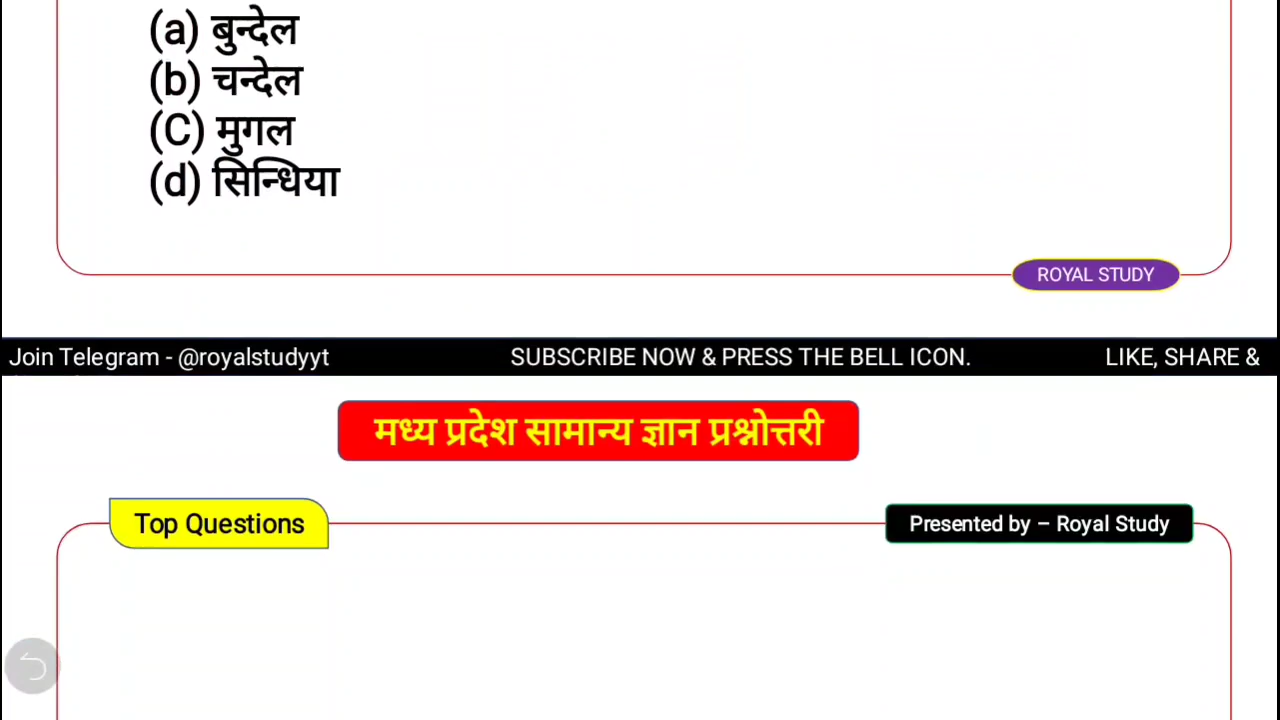 (a) बुन्देल
(b) चन्देल
(C) मुगल
(d) सिन्धिया
ROYAL STUDY
Join Telegram - @royalstudyyt SUBSCRIBE NOW & PRESS THE BELL ICON. LIKE, SHARE &
मध्य प्रदेश सामान्य ज्ञान प्रश्नोत्तरी
Top Questions
Presented by – Royal Study